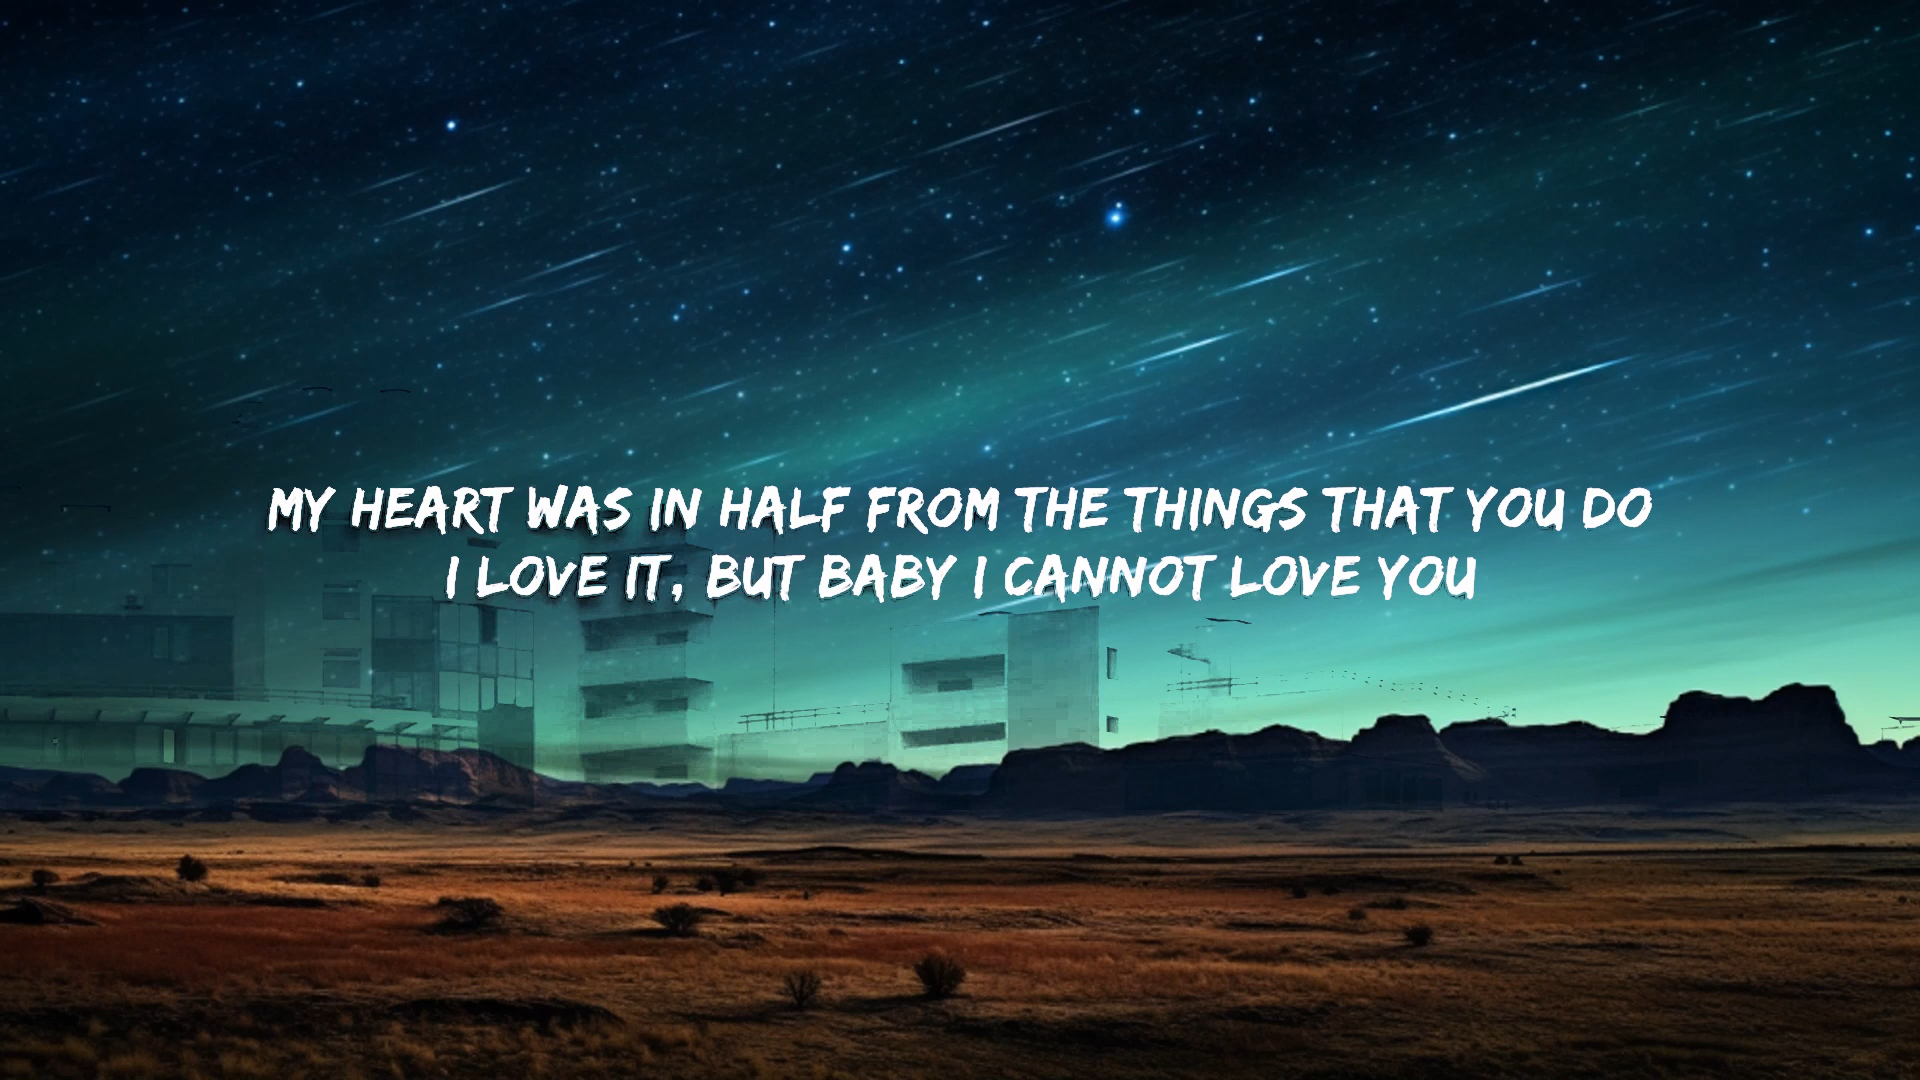 MY HEART WAS IN HALF FROM THE THINGS THAT YOU DO
I LOVE IT, BUT BABY I CANNOT LOVE YOU